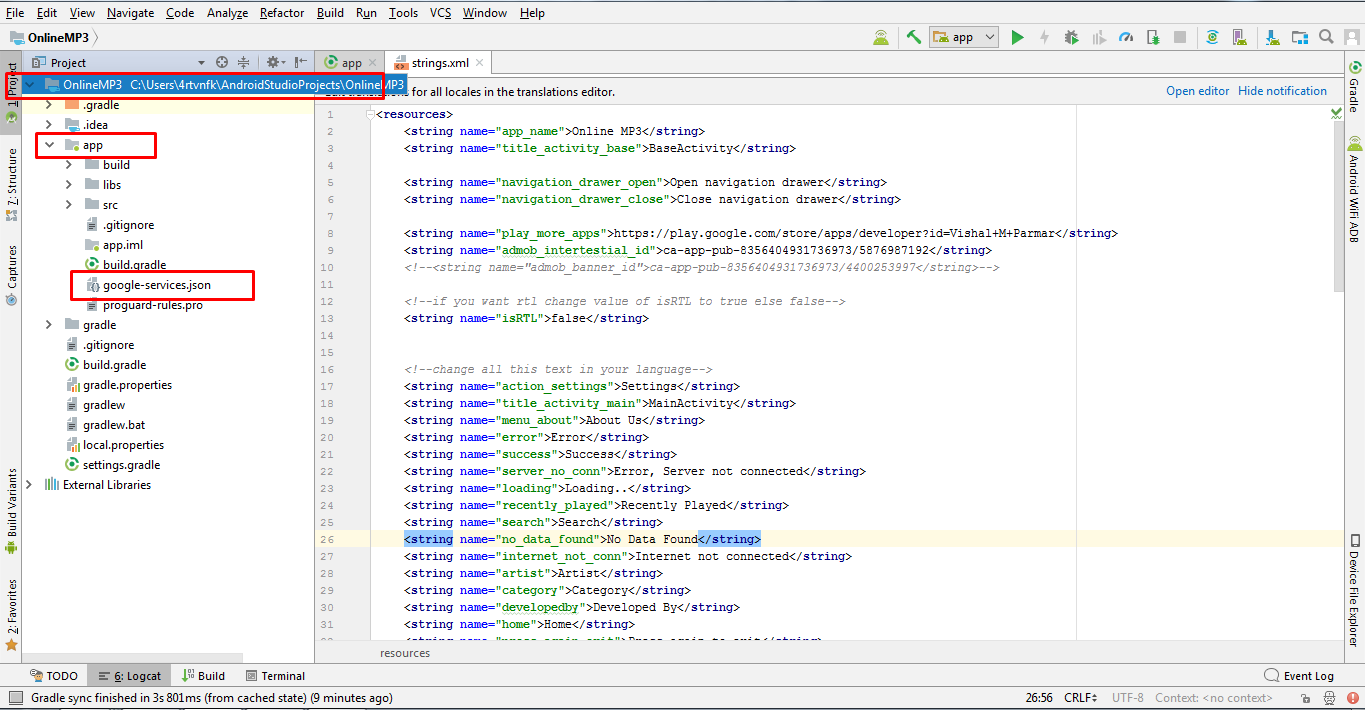 File Edit View Navigate Code Analyze Refactor Build Run Tools VCS Window Help
OnlineMP3
app
Project
app
strings.xml
OnlineMP3 C:\Users\4rtvnfk\AndroidStudioProjects\OnlineMP3
for all locales in the translations editor.
Open editor Hide notification
.gradle
.idea
app
build
libs
src
.gitignore
app.iml
build.gradle
google-services.json
proguard-rules.pro
gradle
.gitignore
build.gradle
gradle.properties
gradlew
gradlew.bat
local.properties
settings.gradle
External Libraries
1: Project
7: Structure
Captures
Build Variants
2: Favorites
1 <resources>
2 <string name="app_name">Online MP3</string>
3 <string name="title_activity_base">BaseActivity</string>
4
5 <string name="navigation_drawer_open">Open navigation drawer</string>
6 <string name="navigation_drawer_close">Close navigation drawer</string>
7
8 <string name="play_more_apps">https://play.google.com/store/apps/developer?id=Vishal+M+Parmar</string>
9 <string name="admob_intertestial_id">ca-app-pub-8356404931736973/5876987192</string>
10 <!--<string name="admob_banner_id">ca-app-pub-8356404931736973/4400253997</string>-->
11
12 <!--if you want rtl change value of isRTL to true else false-->
13 <string name="isRTL">false</string>
14
15
16 <!--change all this text in your language-->
17 <string name="action_settings">Settings</string>
18 <string name="title_activity_main">MainActivity</string>
19 <string name="menu_about">About Us</string>
20 <string name="error">Error</string>
21 <string name="success">Success</string>
22 <string name="server_no_conn">Error, Server not connected</string>
23 <string name="loading">Loading..</string>
24 <string name="recently_played">Recently Played</string>
25 <string name="search">Search</string>
26 <string name="no_data_found">No Data Found</string>
27 <string name="internet_not_conn">Internet not connected</string>
28 <string name="artist">Artist</string>
29 <string name="category">Category</string>
30 <string name="developedby">Developed By</string>
31 <string name="home">Home</string>
resources
Gradle
Android WiFi ADB
Device File Explorer
TODO 6: Logcat Build Terminal Event Log
Gradle sync finished in 3s 801ms (from cached state) (9 minutes ago) 26:56 CRLF UTF-8 Context: <no context>